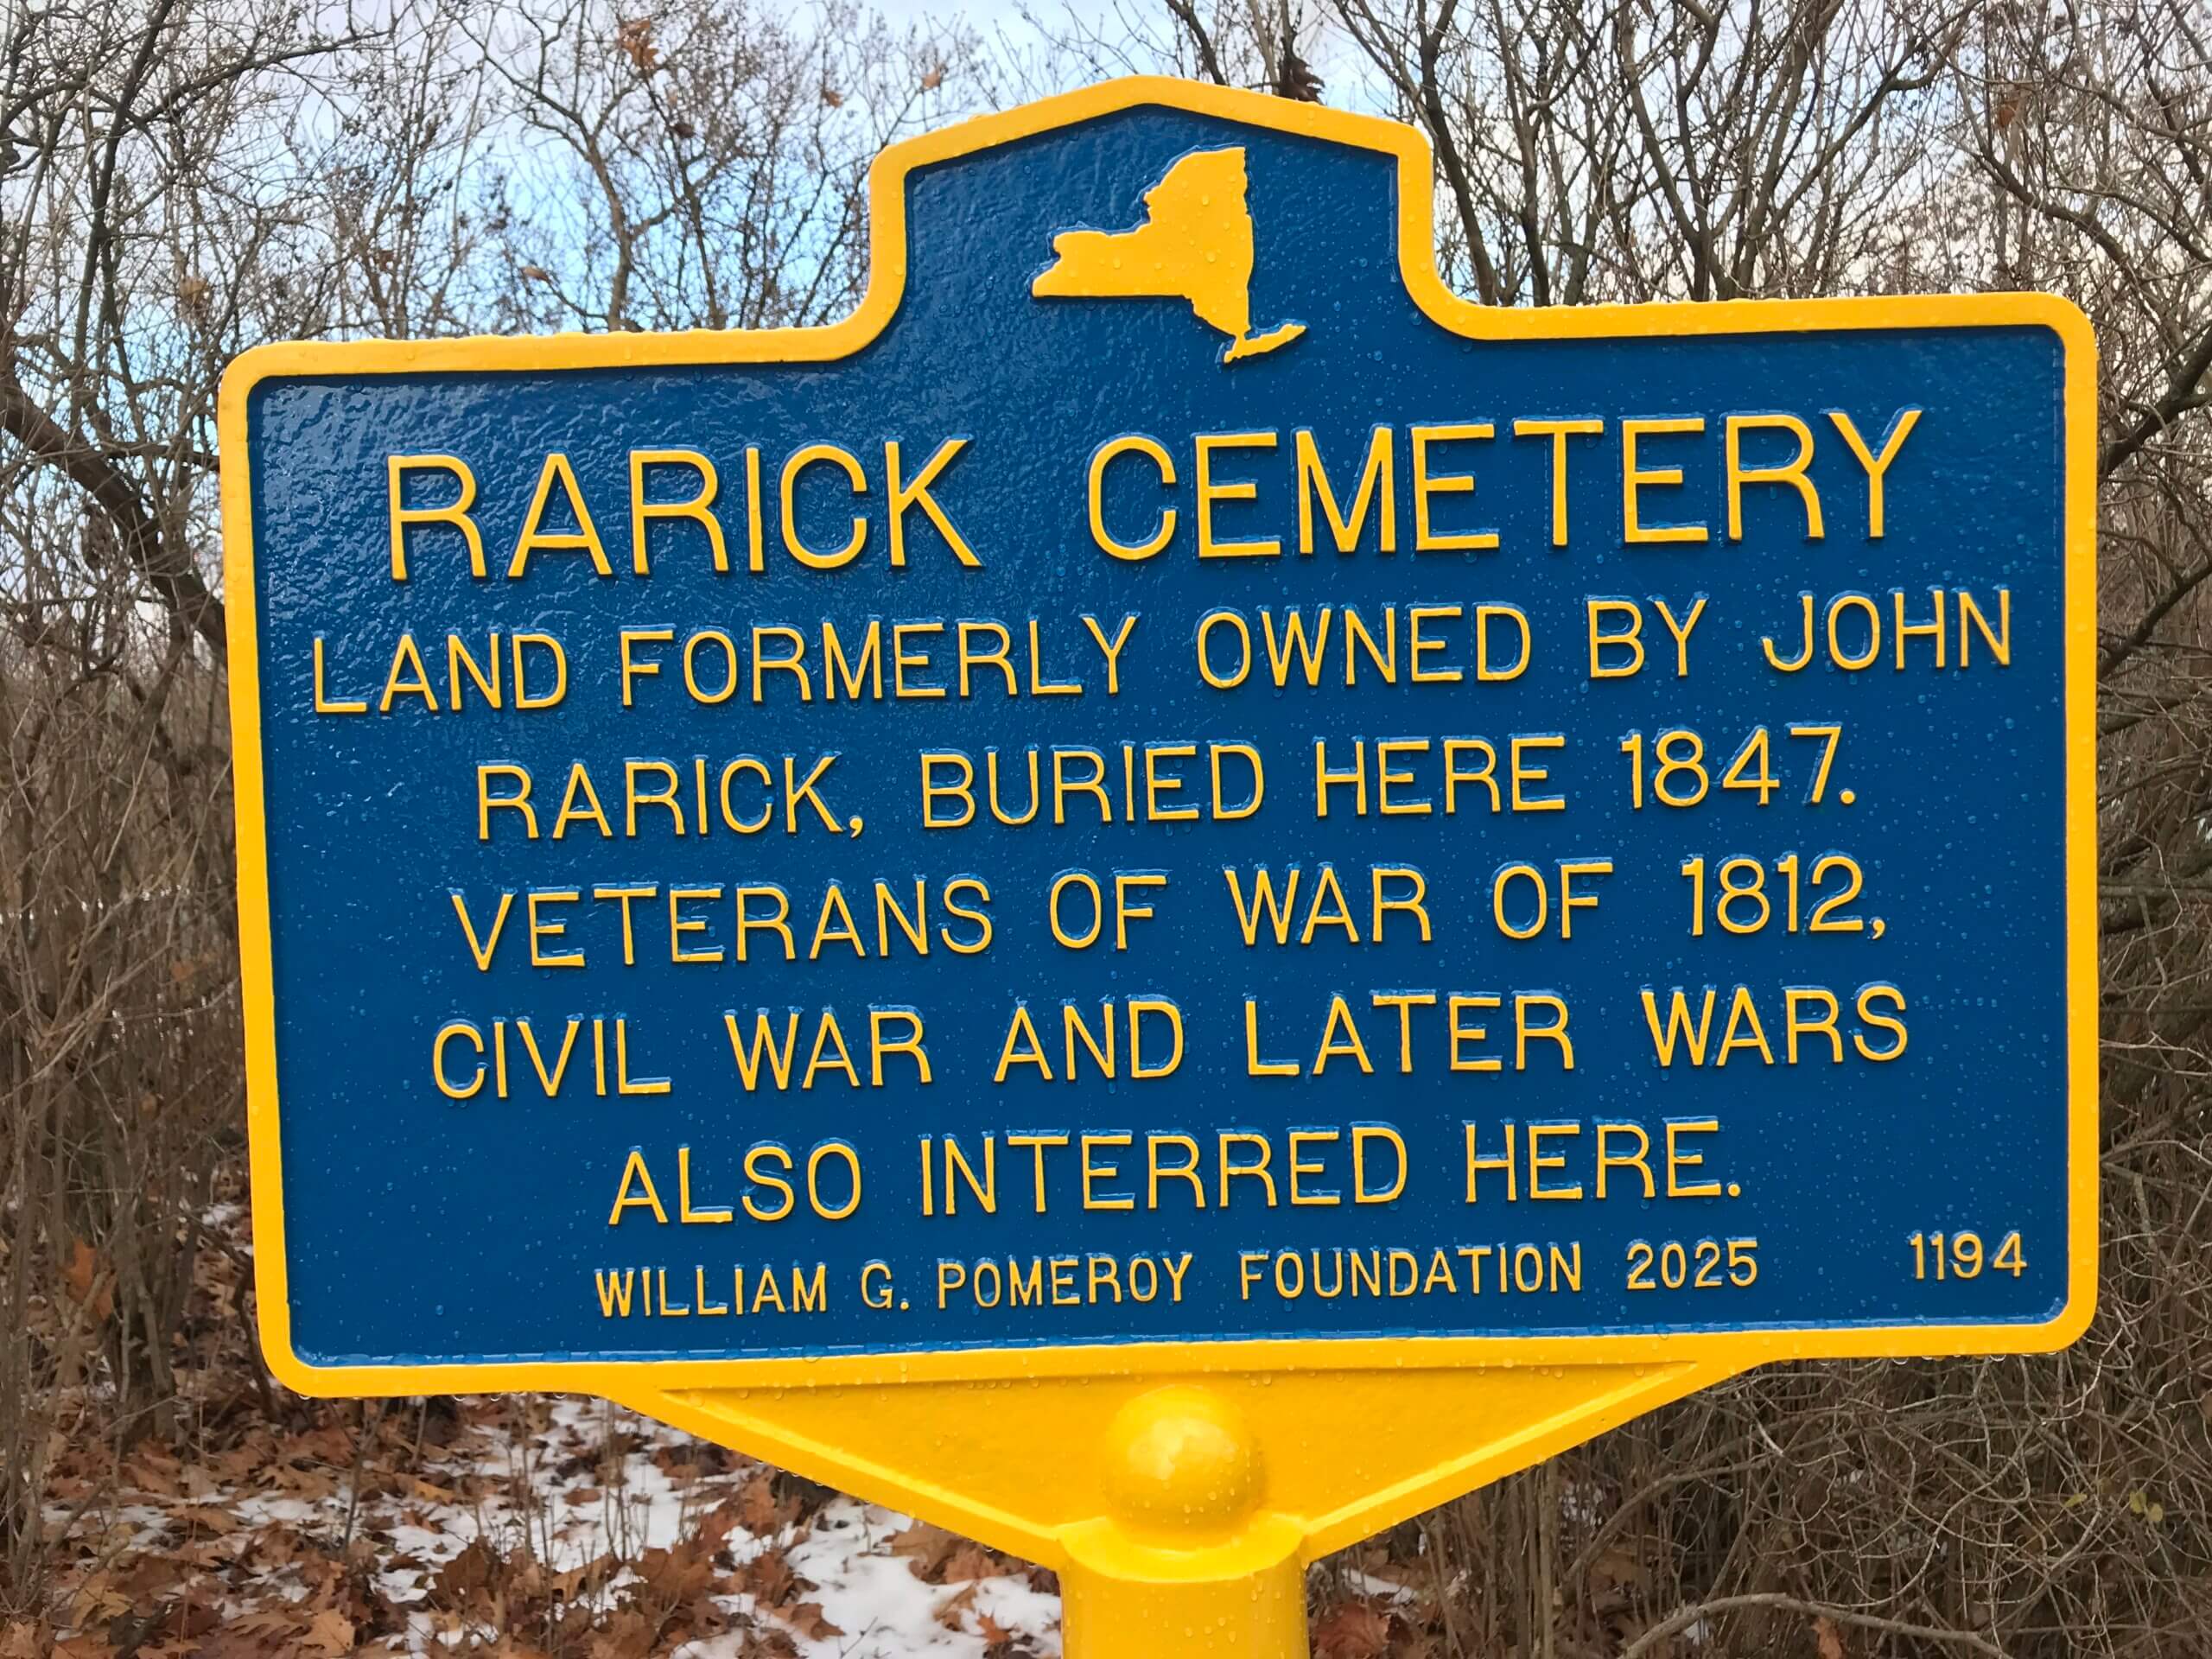 RARICK CEMETERY
LAND FORMERLY OWNED BY JOHN
RARICK, BURIED HERE 1847.
VETERANS OF WAR OF 1812,
CIVIL WAR AND LATER WARS
ALSO INTERRED HERE.
WILLIAM G. POMEROY FOUNDATION 2025 1194